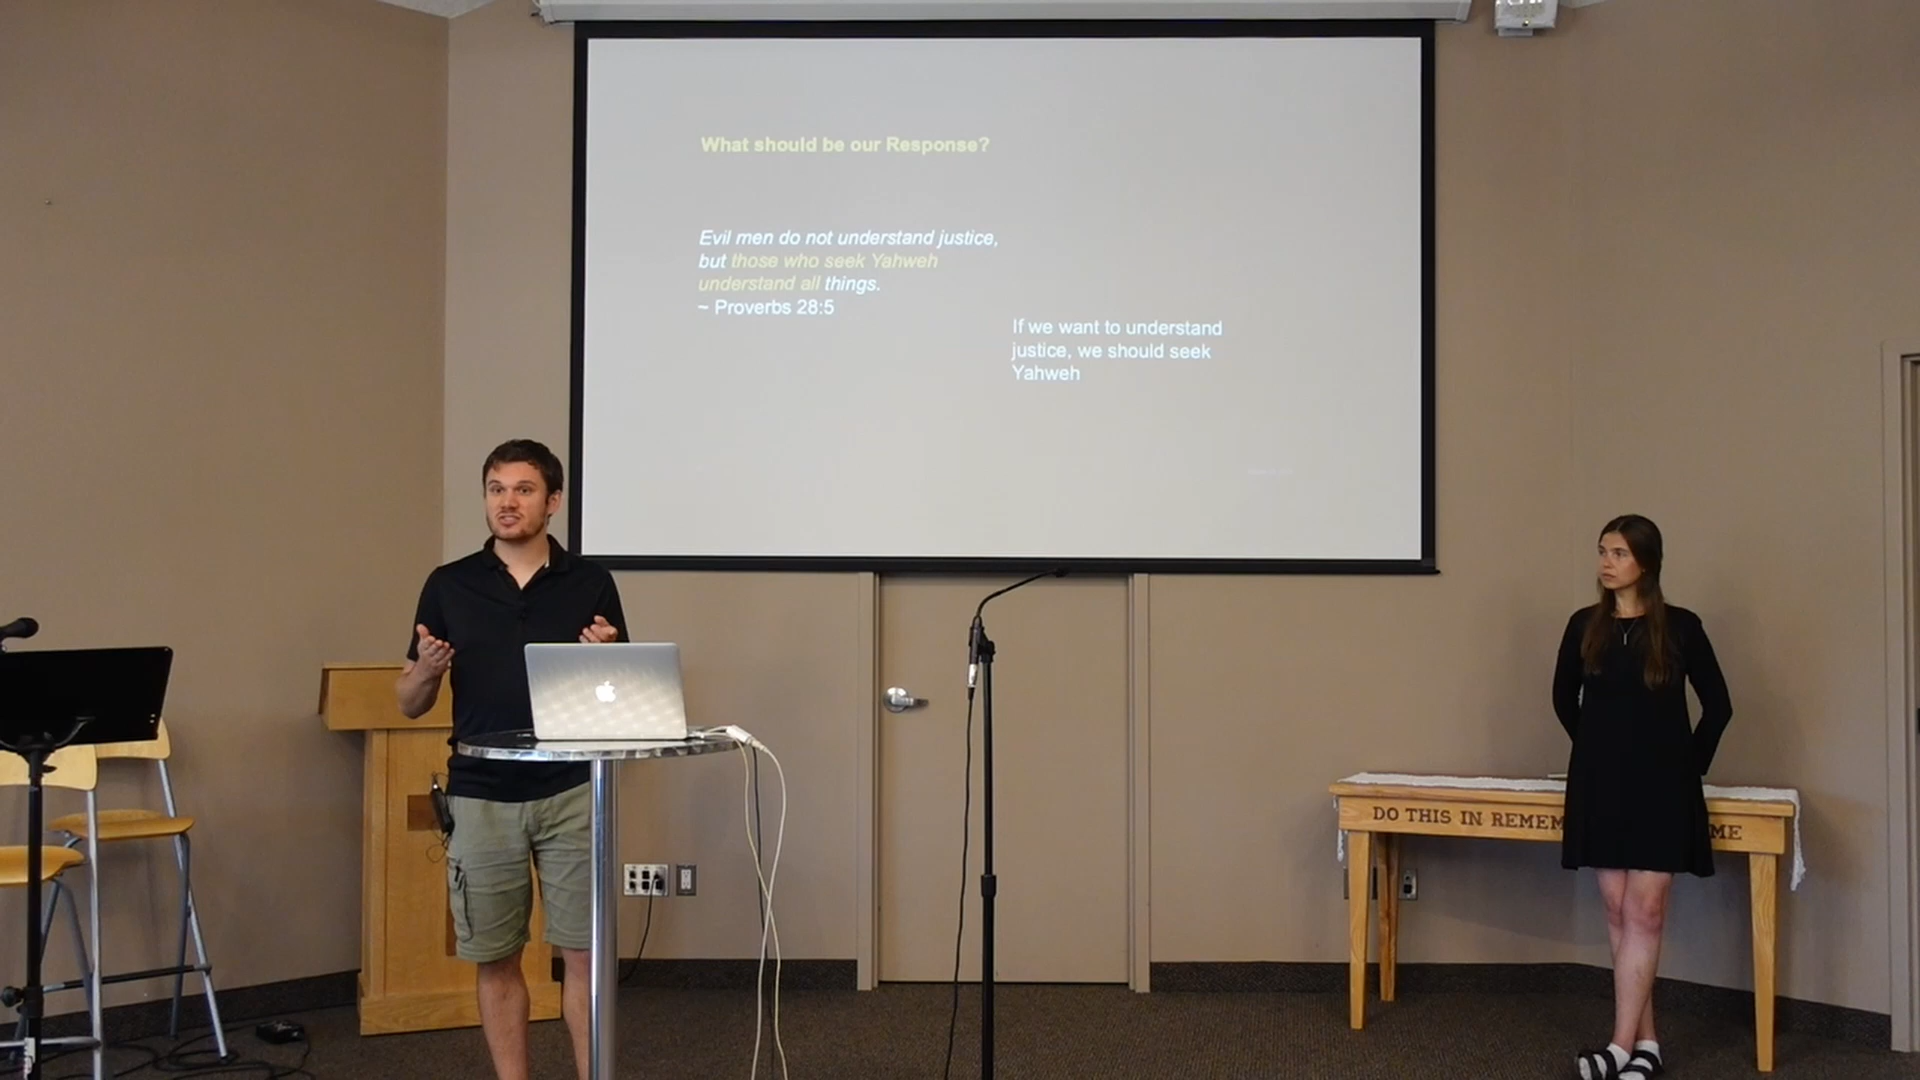 What should be our Response?
Evil men do not understand justice,
but those who seek Yahweh
understand all things.
~ Proverbs 28:5
If we want to understand
justice, we should seek
Yahweh
DO THIS IN REMEM ME